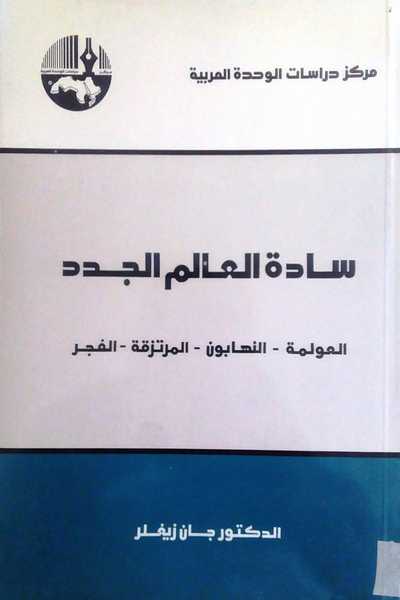 مركز دراسات الوحدة العربية
سادة العالم الجدد
العولمة - النهابون - المرتزقة - الفجر
الدكتور جان زيغلر